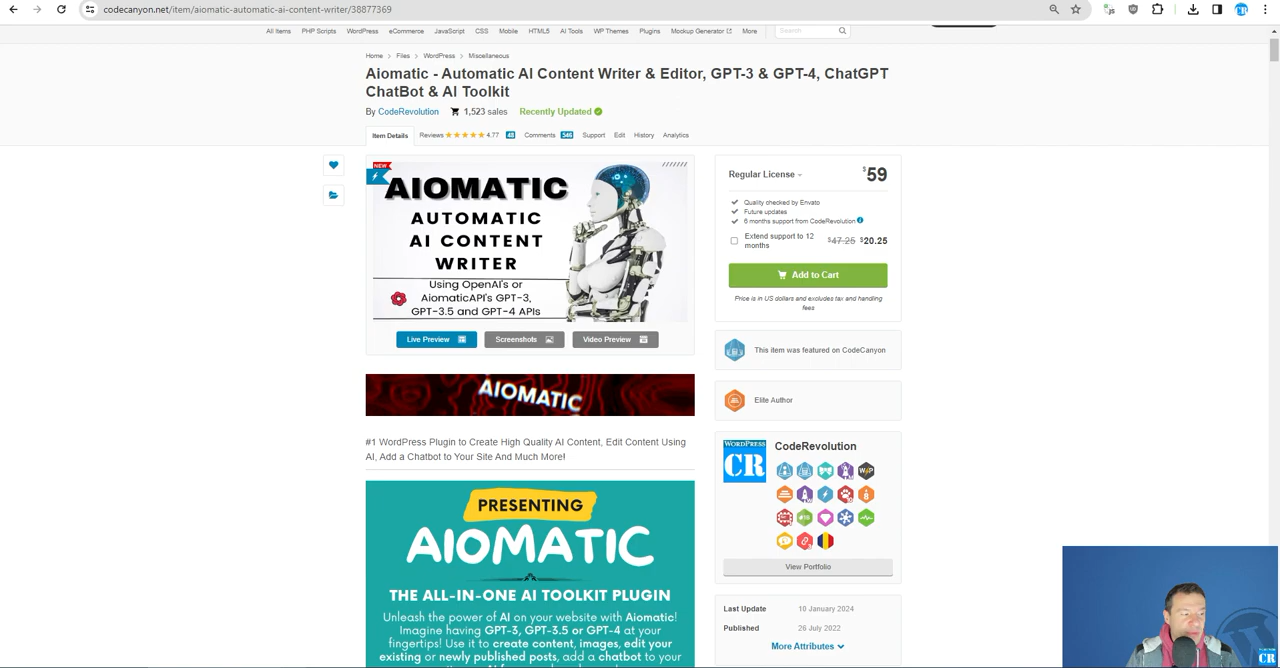 codecanyon.net/item/aiomatic-automatic-ai-content-writer/38877369
All Items PHP Scripts WordPress eCommerce JavaScript CSS Mobile HTML5 AI Tools WP Themes Plugins Mockup Generator More Search
Home > Files > WordPress > Miscellaneous
Aiomatic - Automatic AI Content Writer & Editor, GPT-3 & GPT-4, ChatGPT
ChatBot & AI Toolkit
By CodeRevolution 1,523 sales Recently Updated
Item Details Reviews 4.77 48 Comments 546 Support Edit History Analytics
NEW
AIOMATIC
AUTOMATIC
AI CONTENT
WRITER
Using OpenAI's or
AiomaticAPI's GPT-3,
GPT-3.5 and GPT-4 APIs
Live Preview Screenshots Video Preview
AIOMATIC
#1 WordPress Plugin to Create High Quality AI Content, Edit Content Using
AI, Add a Chatbot to Your Site And Much More!
PRESENTING
AIOMATIC
THE ALL-IN-ONE AI TOOLKIT PLUGIN
Unleash the power of AI on your website with Aiomatic!
Imagine having GPT-3, GPT-3.5 or GPT-4 at your
fingertips! Use it to create content, images, edit your
existing or newly published posts, add a chatbot to your
Regular License $59
Quality checked by Envato
Future updates
6 months support from CodeRevolution
Extend support to 12 $47.25 $20.25
months
Add to Cart
Price is in US dollars and excludes tax and handling
fees
This item was featured on CodeCanyon
Elite Author
WORDPRESS
CR
CodeRevolution
View Portfolio
Last Update 10 January 2024
Published 26 July 2022
More Attributes
CR